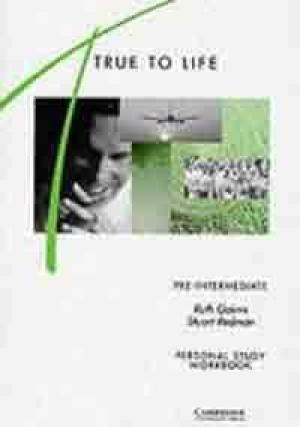 TRUE TO LIFE
PRE-INTERMEDIATE
Ruth Gairns
Stuart Redman
PERSONAL STUDY
WORKBOOK
CAMBRIDGE